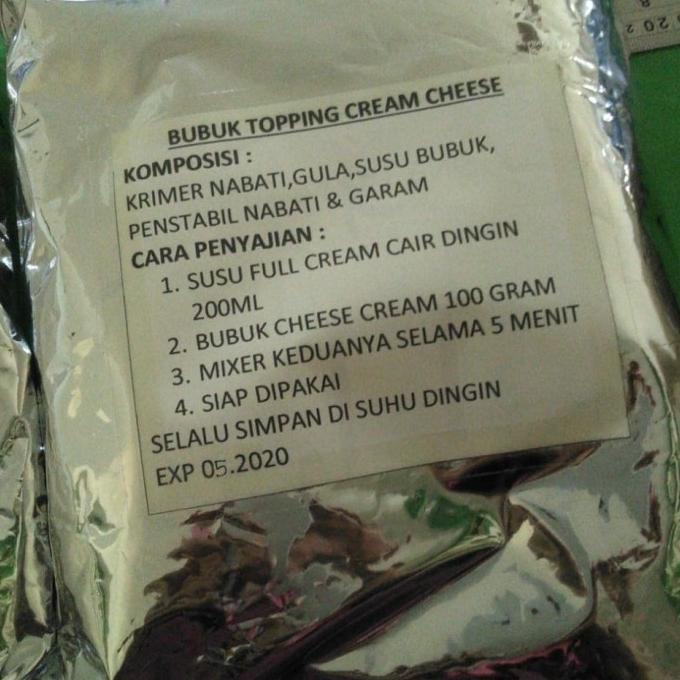 BUBUK TOPPING CREAM CHEESE
KOMPOSISI :
KRIMER NABATI,GULA,SUSU BUBUK,
PENSTABIL NABATI & GARAM
CARA PENYAJIAN :
1. SUSU FULL CREAM CAIR DINGIN
200ML
2. BUBUK CHEESE CREAM 100 GRAM
3. MIXER KEDUANYA SELAMA 5 MENIT
4. SIAP DIPAKAI
SELALU SIMPAN DI SUHU DINGIN
EXP 05.2020